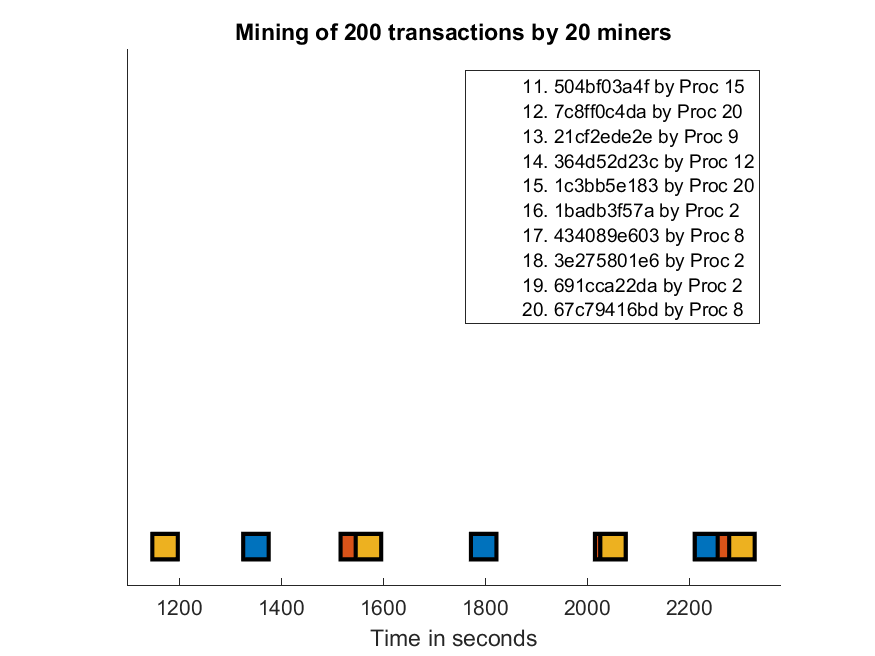 Mining of 200 transactions by 20 miners
11. 504bf03a4f by Proc 15
12. 7c8ff0c4da by Proc 20
13. 21cf2ede2e by Proc 9
14. 364d52d23c by Proc 12
15. 1c3bb5e183 by Proc 20
16. 1badb3f57a by Proc 2
17. 434089e603 by Proc 8
18. 3e275801e6 by Proc 2
19. 691cca22da by Proc 2
20. 67c79416bd by Proc 8
1200 1400 1600 1800 2000 2200
Time in seconds